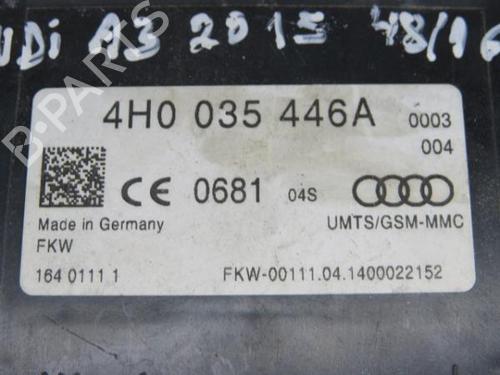 UDi A3 2015 48/16
4H0 035 446A 0003
004
CE 0681 04S
Made in Germany UMTS/GSM-MMC
FKW
164 0111 1 FKW-00111.04.1400022152
B-PARTS